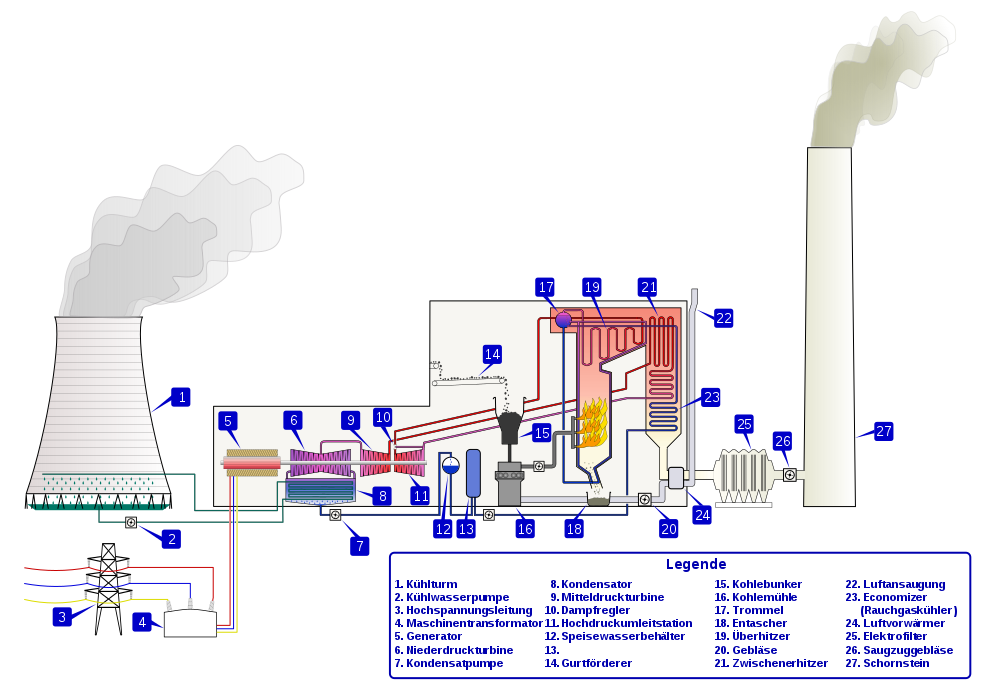 17
19
21
22
14
1
5
6
9
10
15
23
25
26
27
8
11
12
13
16
18
20
24
2
7
3
4
Legende
1. Kühlturm
2. Kühlwasserpumpe
3. Hochspannungsleitung
4. Maschinentransformator
5. Generator
6. Niederdruckturbine
7. Kondensatpumpe
8. Kondensator
9. Mitteldruckturbine
10. Dampfregler
11. Hochdruckumleitstation
12. Speisewasserbehälter
13.
14. Gurtförderer
15. Kohlebunker
16. Kohlemühle
17. Trommel
18. Entascher
19. Überhitzer
20. Gebläse
21. Zwischenerhitzer
22. Luftansaugung
23. Economizer
(Rauchgaskühler)
24. Luftvorwärmer
25. Elektrofilter
26. Saugzuggebläse
27. Schornstein